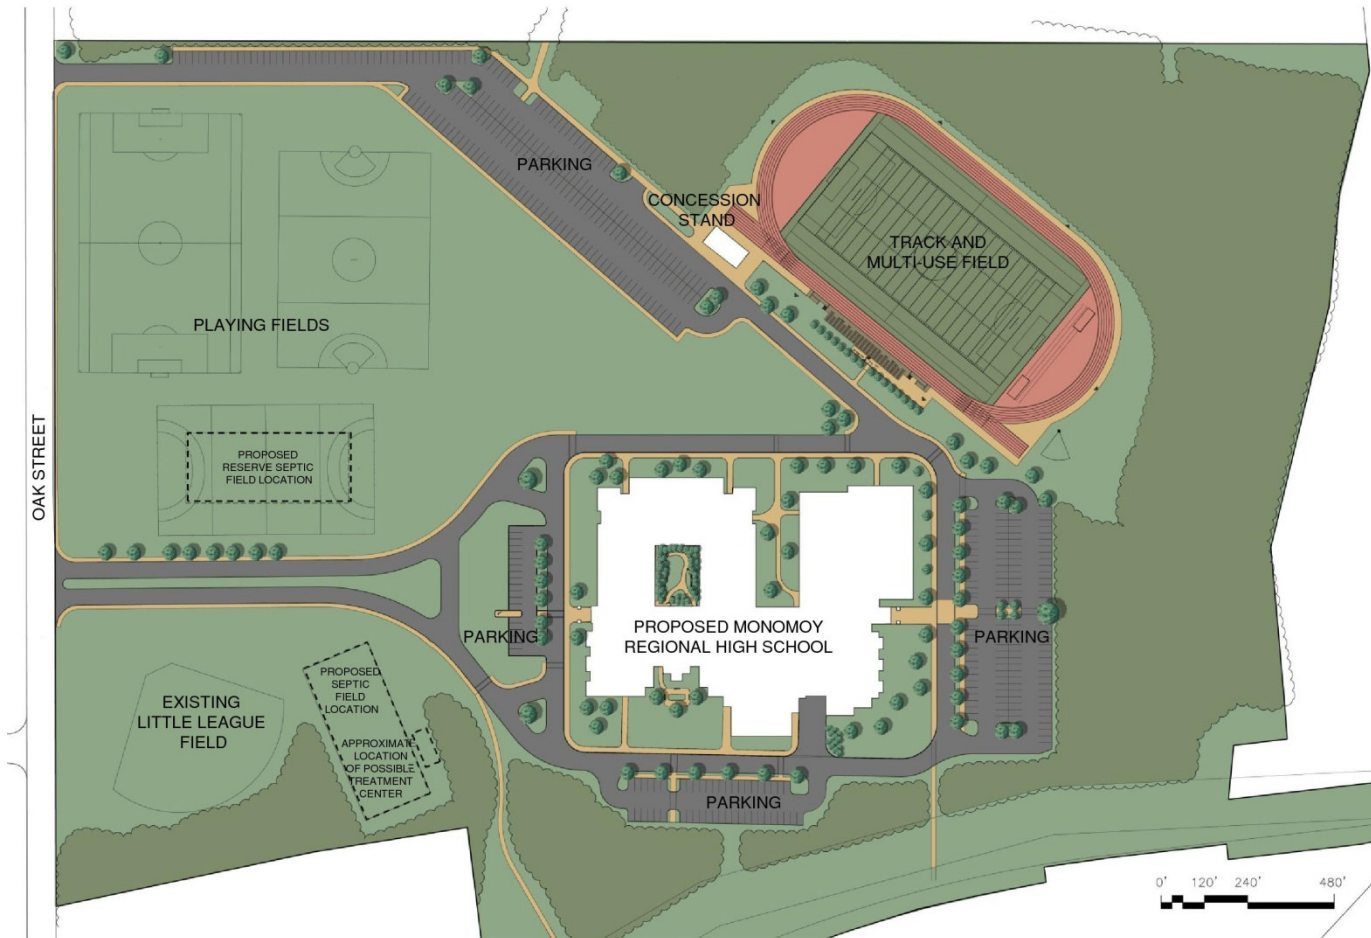 PARKING
CONCESSION
STAND
TRACK AND
MULTI-USE FIELD
PLAYING FIELDS
OAK STREET
PROPOSED
RESERVE SEPTIC
FIELD LOCATION
PARKING
PROPOSED MONOMOY
REGIONAL HIGH SCHOOL
PARKING
EXISTING
LITTLE LEAGUE
FIELD
PROPOSED
SEPTIC
FIELD
LOCATION
APPROXIMATE
LOCATION
OF POSSIBLE
TREATMENT
CENTER
PARKING
0' 120' 240' 480'